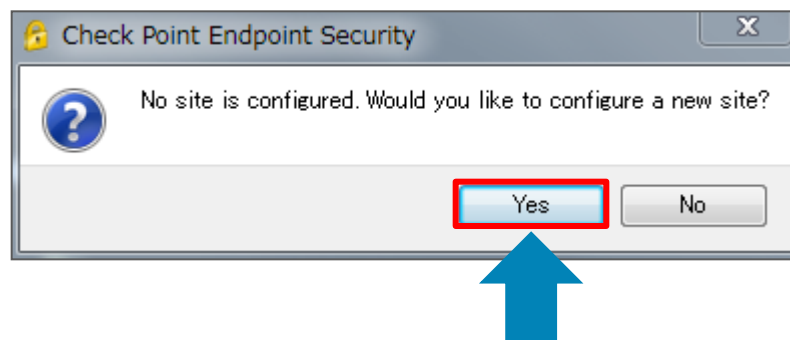 Check Point Endpoint Security
No site is configured. Would you like to configure a new site?
Yes
No